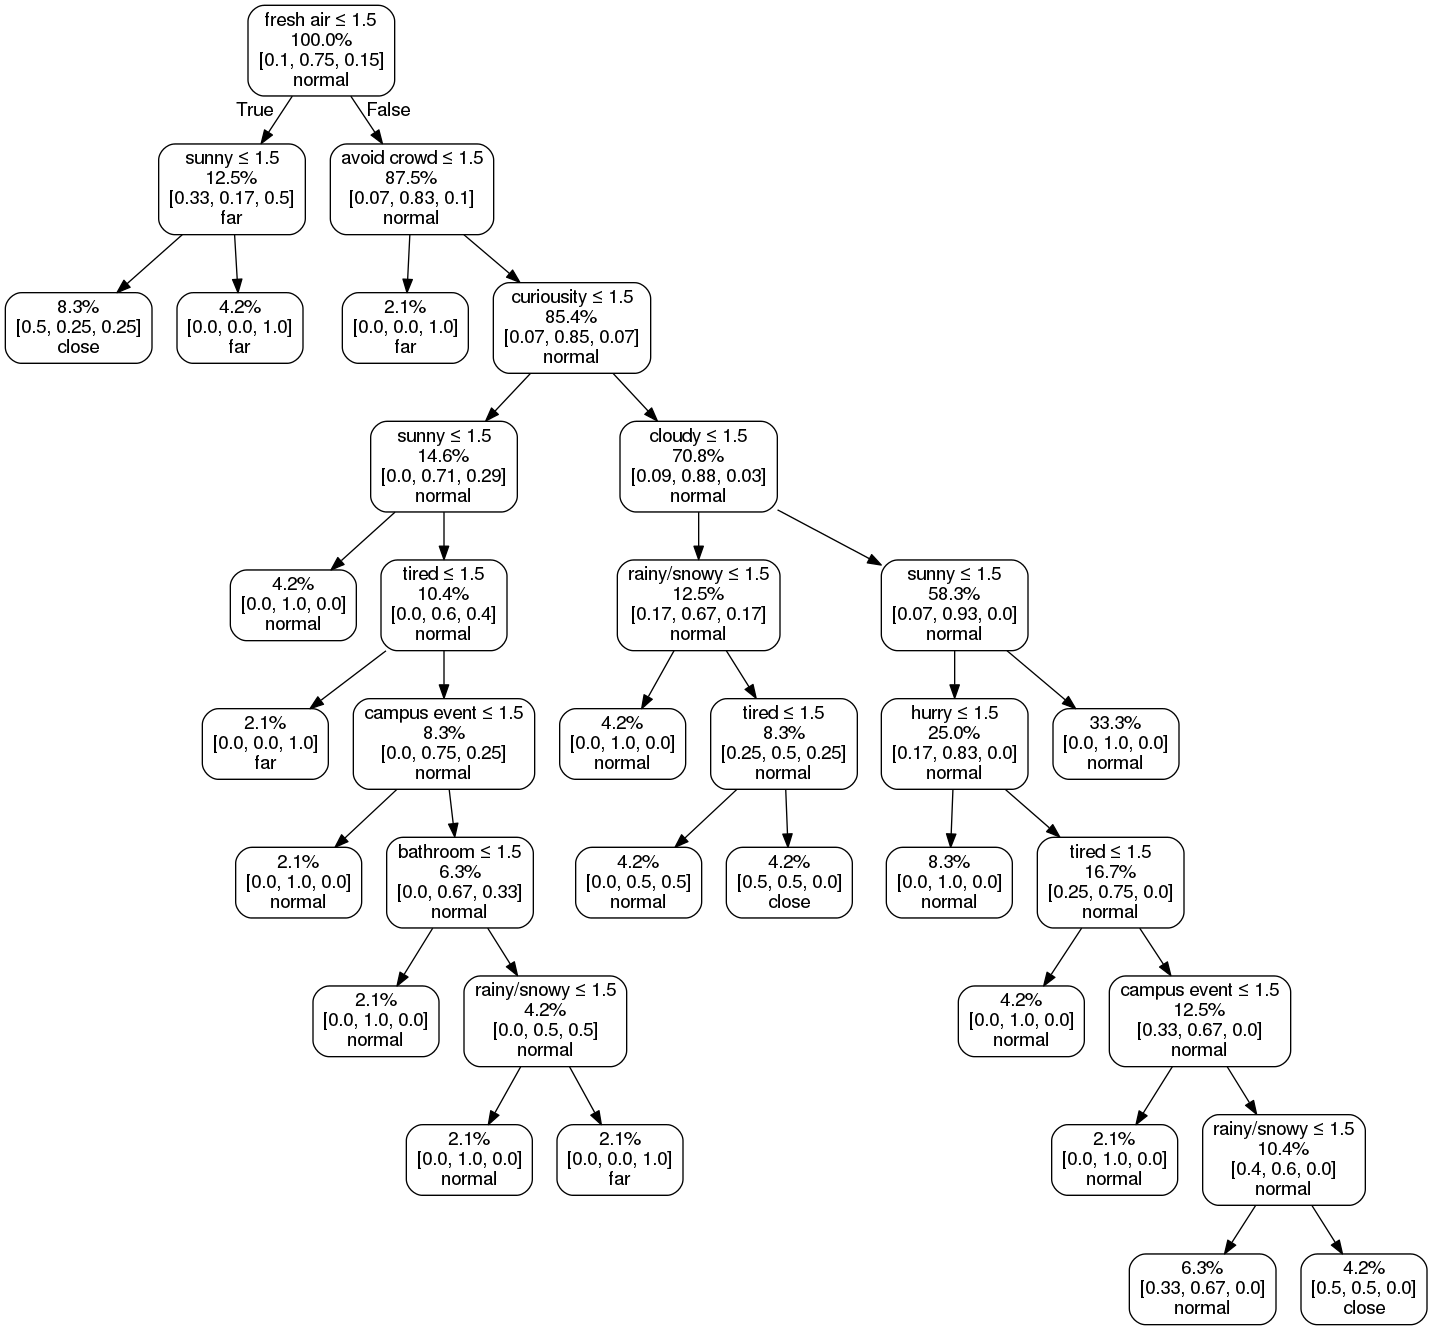 fresh air ≤ 1.5
100.0%
[0.1, 0.75, 0.15]
normal
True
False
sunny ≤ 1.5
12.5%
[0.33, 0.17, 0.5]
far
avoid crowd ≤ 1.5
87.5%
[0.07, 0.83, 0.1]
normal
8.3%
[0.5, 0.25, 0.25]
close
4.2%
[0.0, 0.0, 1.0]
far
2.1%
[0.0, 0.0, 1.0]
far
curiousity ≤ 1.5
85.4%
[0.07, 0.85, 0.07]
normal
sunny ≤ 1.5
14.6%
[0.0, 0.71, 0.29]
normal
cloudy ≤ 1.5
70.8%
[0.09, 0.88, 0.03]
normal
4.2%
[0.0, 1.0, 0.0]
normal
tired ≤ 1.5
10.4%
[0.0, 0.6, 0.4]
normal
rainy/snowy ≤ 1.5
12.5%
[0.17, 0.67, 0.17]
normal
sunny ≤ 1.5
58.3%
[0.07, 0.93, 0.0]
normal
2.1%
[0.0, 0.0, 1.0]
far
campus event ≤ 1.5
8.3%
[0.0, 0.75, 0.25]
normal
4.2%
[0.0, 1.0, 0.0]
normal
tired ≤ 1.5
8.3%
[0.25, 0.5, 0.25]
normal
hurry ≤ 1.5
25.0%
[0.17, 0.83, 0.0]
normal
33.3%
[0.0, 1.0, 0.0]
normal
2.1%
[0.0, 1.0, 0.0]
normal
bathroom ≤ 1.5
6.3%
[0.0, 0.67, 0.33]
normal
4.2%
[0.0, 0.5, 0.5]
normal
4.2%
[0.5, 0.5, 0.0]
close
8.3%
[0.0, 1.0, 0.0]
normal
tired ≤ 1.5
16.7%
[0.25, 0.75, 0.0]
normal
2.1%
[0.0, 1.0, 0.0]
normal
rainy/snowy ≤ 1.5
4.2%
[0.0, 0.5, 0.5]
normal
4.2%
[0.0, 1.0, 0.0]
normal
campus event ≤ 1.5
12.5%
[0.33, 0.67, 0.0]
normal
2.1%
[0.0, 1.0, 0.0]
normal
2.1%
[0.0, 0.0, 1.0]
far
2.1%
[0.0, 1.0, 0.0]
normal
rainy/snowy ≤ 1.5
10.4%
[0.4, 0.6, 0.0]
normal
6.3%
[0.33, 0.67, 0.0]
normal
4.2%
[0.5, 0.5, 0.0]
close